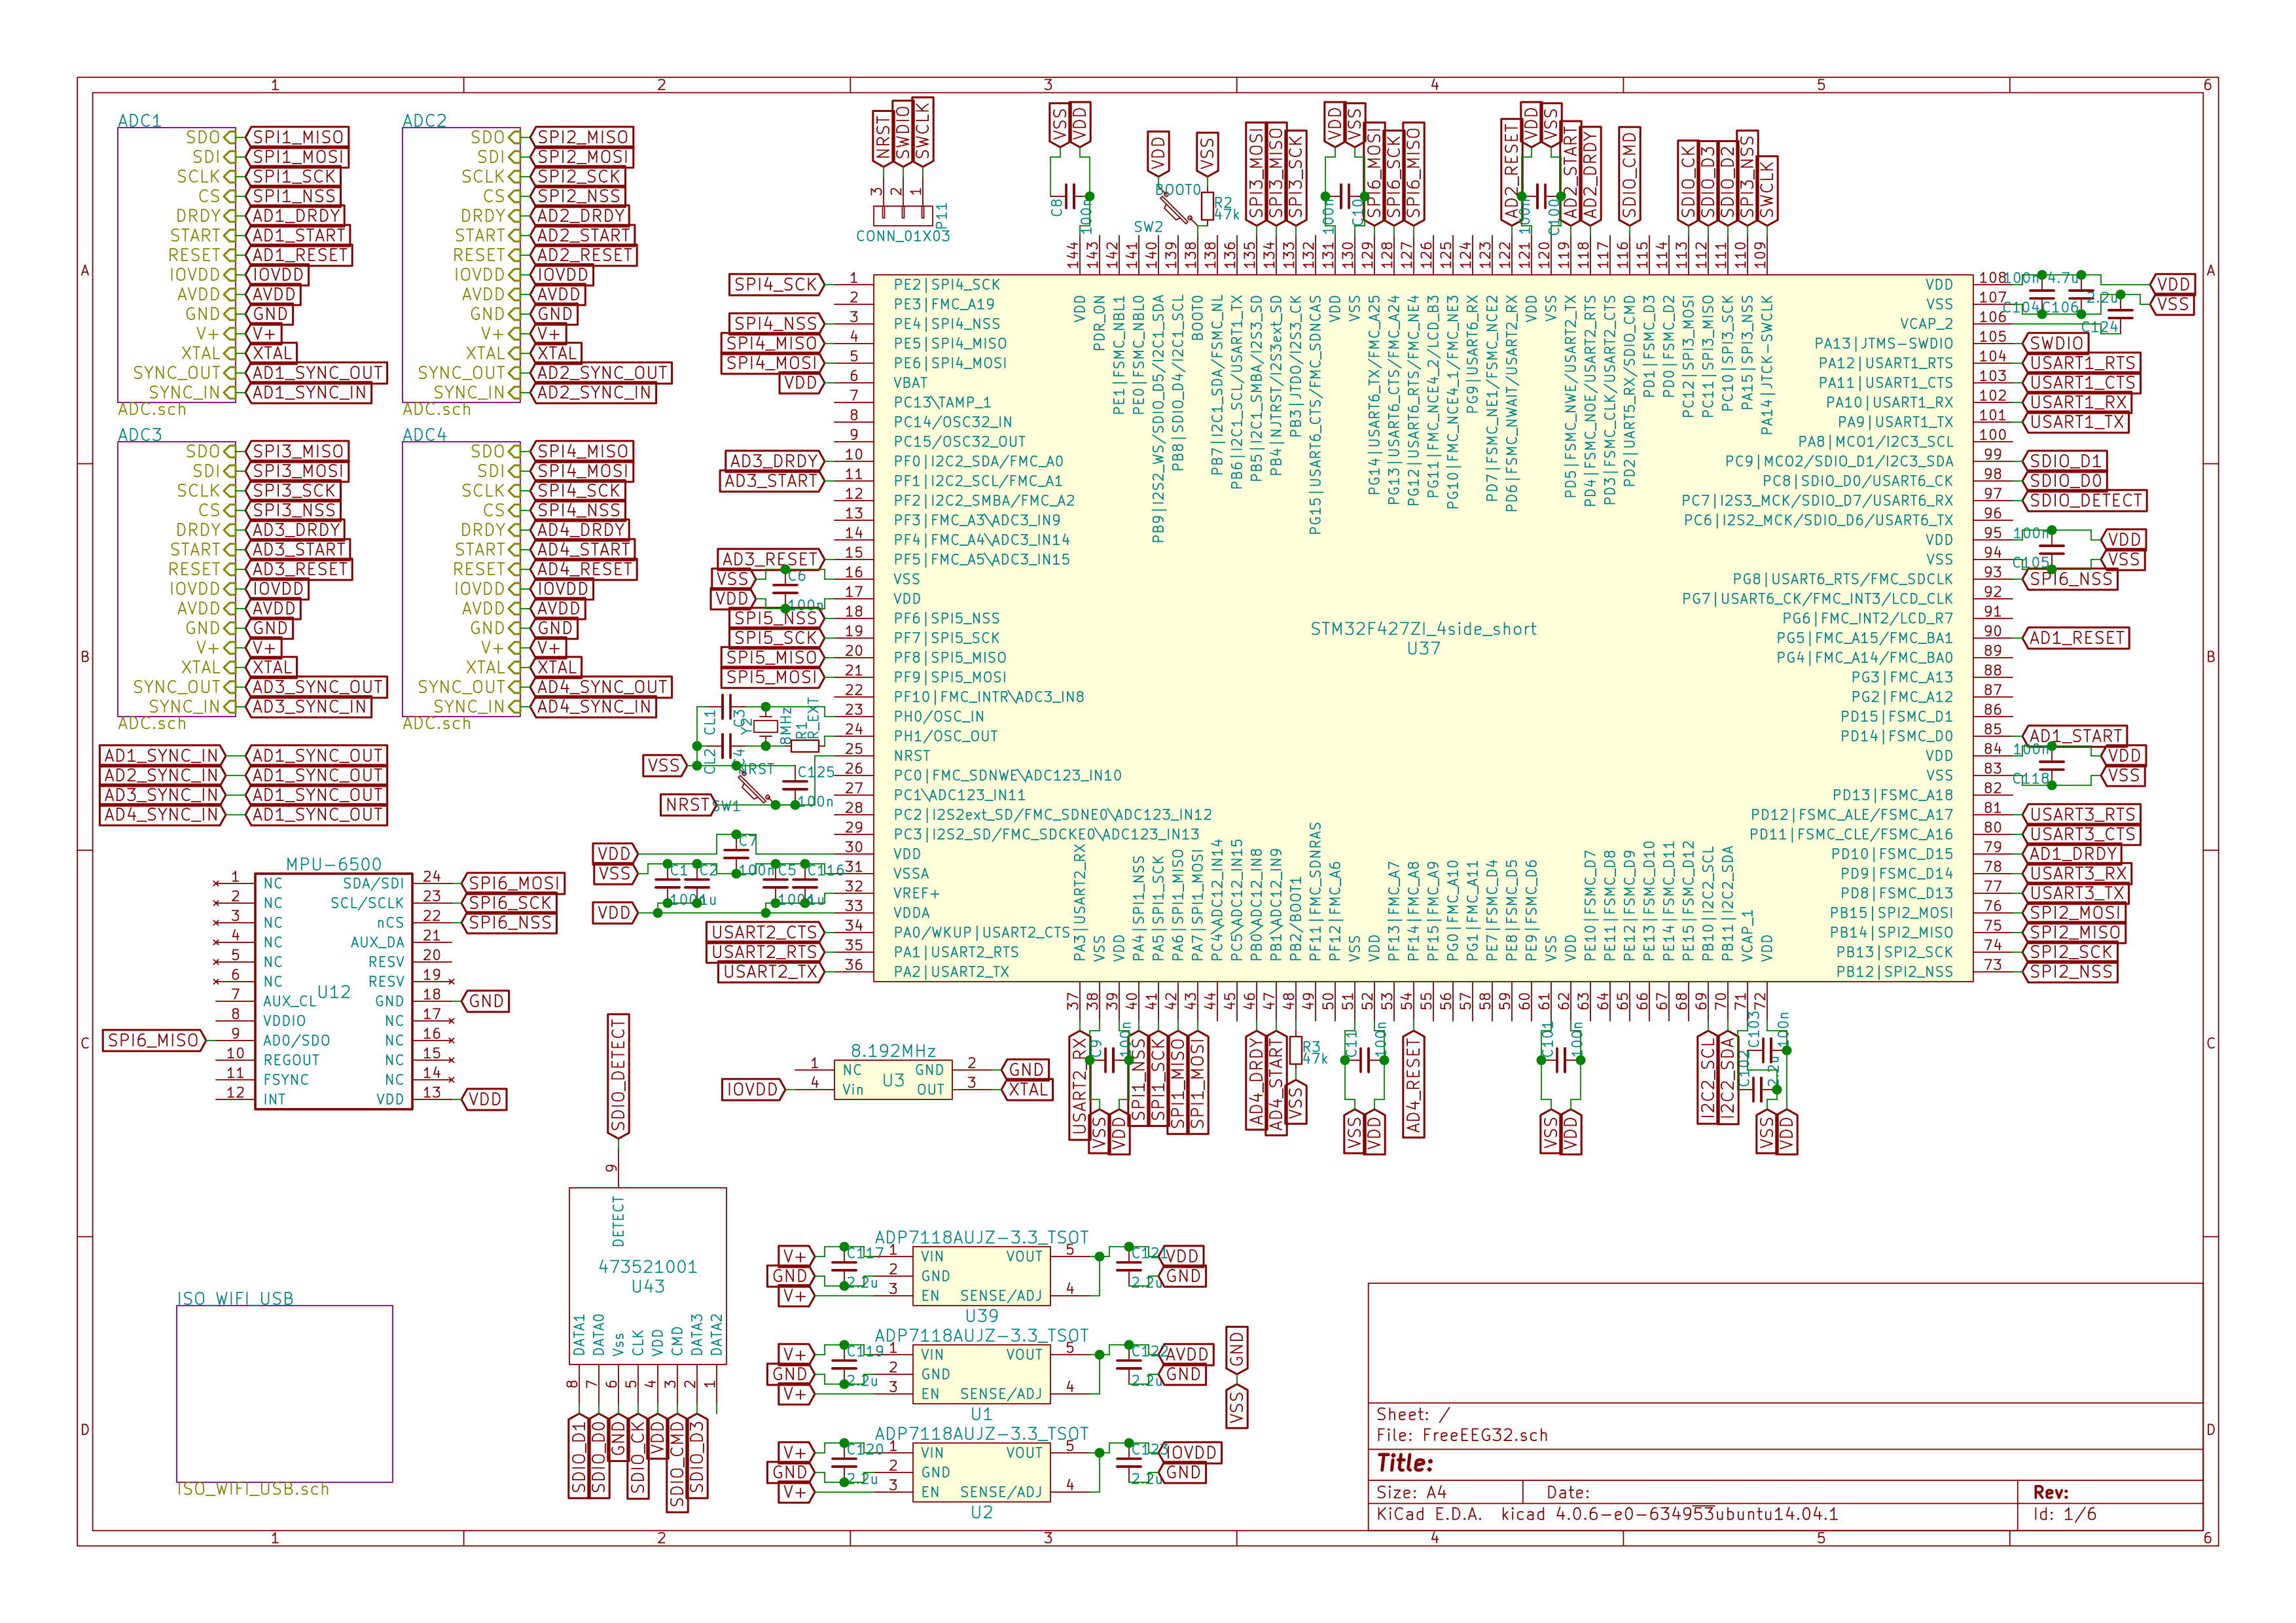 1 2 3 4 5 6
A
B
C
D
ADC1
SDO SPI1_MISO
SDI SPI1_MOSI
SCLK SPI1_SCK
CS SPI1_NSS
DRDY AD1_DRDY
START AD1_START
RESET AD1_RESET
IOVDD IOVDD
AVDD AVDD
GND GND
V+ V+
XTAL XTAL
SYNC_OUT AD1_SYNC_OUT
SYNC_IN AD1_SYNC_IN
ADC.sch
ADC2
SDO SPI2_MISO
SDI SPI2_MOSI
SCLK SPI2_SCK
CS SPI2_NSS
DRDY AD2_DRDY
START AD2_START
RESET AD2_RESET
IOVDD IOVDD
AVDD AVDD
GND GND
V+ V+
XTAL XTAL
SYNC_OUT AD2_SYNC_OUT
SYNC_IN AD2_SYNC_IN
ADC.sch
ADC3
SDO SPI3_MISO
SDI SPI3_MOSI
SCLK SPI3_SCK
CS SPI3_NSS
DRDY AD3_DRDY
START AD3_START
RESET AD3_RESET
IOVDD IOVDD
AVDD AVDD
GND GND
V+ V+
XTAL XTAL
SYNC_OUT AD3_SYNC_OUT
SYNC_IN AD3_SYNC_IN
ADC.sch
ADC4
SDO SPI4_MISO
SDI SPI4_MOSI
SCLK SPI4_SCK
CS SPI4_NSS
DRDY AD4_DRDY
START AD4_START
RESET AD4_RESET
IOVDD IOVDD
AVDD AVDD
GND GND
V+ V+
XTAL XTAL
SYNC_OUT AD4_SYNC_OUT
SYNC_IN AD4_SYNC_IN
ADC.sch
AD1_SYNC_IN AD1_SYNC_OUT
AD2_SYNC_IN AD1_SYNC_OUT
AD3_SYNC_IN AD1_SYNC_OUT
AD4_SYNC_IN AD1_SYNC_OUT
MPU-6500
U12
1 NC SDA/SDI 24 SPI6_MOSI
2 NC SCL/SCLK 23 SPI6_SCK
3 NC nCS 22 SPI6_NSS
4 NC AUX_DA 21
5 NC RESV 20
6 NC RESV 19
7 AUX_CL GND 18 GND
8 VDDIO NC 17
SPI6_MISO 9 AD0/SDO NC 16
10 REGOUT NC 15
11 FSYNC NC 14
12 INT VDD 13 VDD
NRST SWDIO SWCLK
3 2 1
P11
CONN_01X03
VSS VDD
C8 100n
VDD VSS
BOOT0
SW2
R2
47k
SPI3_MOSI SPI3_MISO SPI3_SCK
VDD VSS
100n C10
SPI6_MOSI SPI6_SCK SPI6_MISO
AD2_RESET VDD VSS
100n C100
AD2_START AD2_DRDY
SDIO_CMD
SDIO_CK SDIO_D3 SDIO_D2 SPI3_NSS SWCLK
STM32F427ZI_4side_short
U37
144 VDD
143 PDR_ON
142 PE1|FSMC_NBL1
141 PE0|FSMC_NBL0
140 PB9|I2S2_WS/SDIO_D5/I2C1_SDA
139 PB8|SDIO_D4/I2C1_SCL
138 BOOT0
138 PB7|I2C1_SDA/FSMC_NL
136 PB6|I2C1_SCL/USART1_TX
135 PB5|I2C1_SMBA/I2S3_SD
134 PB4|NJTRST/I2S3ext_SD
133 PB3|JTDO/I2S3_CK
132 PG15|USART6_CTS/FMC_SDNCAS
131 VDD
130 VSS
129 PG14|USART6_TX/FMC_A25
128 PG13|USART6_CTS/FMC_A24
127 PG12|USART6_RTS/FMC_NE4
126 PG11|FMC_NCE4_2/LCD_B3
125 PG10|FMC_NCE4_1/FMC_NE3
124 PG9|USART6_RX
123 PD7|FSMC_NE1/FSMC_NCE2
122 PD6|FSMC_NWAIT/USART2_RX
121 VDD
120 VSS
119 PD5|FSMC_NWE/USART2_TX
118 PD4|FSMC_NOE/USART2_RTS
117 PD3|FSMC_CLK/USART2_CTS
116 PD2|UART5_RX/SDIO_CMD
115 PD1|FSMC_D3
114 PD0|FSMC_D2
113 PC12|SPI3_MOSI
112 PC11|SPI3_MISO
111 PC10|SPI3_SCK
110 PA15|SPI3_NSS
109 PA14|JTCK-SWCLK
SPI4_SCK 1 PE2|SPI4_SCK
2 PE3|FMC_A19
SPI4_NSS 3 PE4|SPI4_NSS
SPI4_MISO 4 PE5|SPI4_MISO
SPI4_MOSI 5 PE6|SPI4_MOSI
VDD 6 VBAT
7 PC13\TAMP_1
8 PC14/OSC32_IN
9 PC15/OSC32_OUT
AD3_DRDY 10 PF0|I2C2_SDA/FMC_A0
AD3_START 11 PF1|I2C2_SCL/FMC_A1
12 PF2|I2C2_SMBA/FMC_A2
13 PF3|FMC_A3\ADC3_IN9
14 PF4|FMC_A4\ADC3_IN14
AD3_RESET 15 PF5|FMC_A5\ADC3_IN15
VSS C6 16 VSS
VDD 100n 17 VDD
SPI5_NSS 18 PF6|SPI5_NSS
SPI5_SCK 19 PF7|SPI5_SCK
SPI5_MISO 20 PF8|SPI5_MISO
SPI5_MOSI 21 PF9|SPI5_MOSI
22 PF10|FMC_INTR\ADC3_IN8
23 PH0/OSC_IN
24 PH1/OSC_OUT
25 NRST
26 PC0|FMC_SDNWE\ADC123_IN10
27 PC1\ADC123_IN11
28 PC2|I2S2ext_SD/FMC_SDNE0\ADC123_IN12
29 PC3|I2S2_SD/FMC_SDCKE0\ADC123_IN13
30 VDD
31 VSSA
32 VREF+
33 VDDA
USART2_CTS 34 PA0/WKUP|USART2_CTS
USART2_RTS 35 PA1|USART2_RTS
USART2_TX 36 PA2|USART2_TX
CL1 C3 Y2 8MHz R1 R_EXT
CL2
VSS NRST C125
NRST SW1 100n
VDD C7
VSS C1 C2 100n C5 C116
VDD
108 VDD 100n 4.7u VDD
107 VSS C104 C106 2.2u VSS
106 VCAP_2 C124
105 PA13|JTMS-SWDIO SWDIO
104 PA12|USART1_RTS USART1_RTS
103 PA11|USART1_CTS USART1_CTS
102 PA10|USART1_RX USART1_RX
101 PA9|USART1_TX USART1_TX
100 PA8|MCO1/I2C3_SCL
99 PC9|MCO2/SDIO_D1/I2C3_SDA SDIO_D1
98 PC8|SDIO_D0/USART6_CK SDIO_D0
97 PC7|I2S3_MCK/SDIO_D7/USART6_RX SDIO_DETECT
96 PC6|I2S2_MCK/SDIO_D6/USART6_TX
95 VDD 100n VDD
94 VSS C105 VSS
93 PG8|USART6_RTS/FMC_SDCLK SPI6_NSS
92 PG7|USART6_CK/FMC_INT3/LCD_CLK
91 PG6|FMC_INT2/LCD_R7
90 PG5|FMC_A15/FMC_BA1 AD1_RESET
89 PG4|FMC_A14/FMC_BA0
88 PG3|FMC_A13
87 PG2|FMC_A12
86 PD15|FSMC_D1
85 PD14|FSMC_D0 AD1_START
84 VDD 100n VDD
83 VSS C118 VSS
82 PD13|FSMC_A18
81 PD12|FSMC_ALE/FSMC_A17 USART3_RTS
80 PD11|FSMC_CLE/FSMC_A16 USART3_CTS
79 PD10|FSMC_D15 AD1_DRDY
78 PD9|FSMC_D14 USART3_RX
77 PD8|FSMC_D13 USART3_TX
76 PB15|SPI2_MOSI SPI2_MOSI
75 PB14|SPI2_MISO SPI2_MISO
74 PB13|SPI2_SCK SPI2_SCK
73 PB12|SPI2_NSS SPI2_NSS
37 PA3|USART2_RX
38 VSS
39 VDD
40 PA4|SPI1_NSS
41 PA5|SPI1_SCK
42 PA6|SPI1_MISO
43 PA7|SPI1_MOSI
44 PC4\ADC12_IN14
45 PC5\ADC12_IN15
46 PB0\ADC12_IN8
47 PB1\ADC12_IN9
48 PB2/BOOT1
49 PF11|FMC_SDNRAS
50 PF12|FMC_A6
51 VSS
52 VDD
53 PF13|FMC_A7
54 PF14|FMC_A8
55 PF15|FMC_A9
56 PG0|FMC_A10
57 PG1|FMC_A11
58 PE7|FSMC_D4
59 PE8|FSMC_D5
60 PE9|FSMC_D6
61 VSS
62 VDD
63 PE10|FSMC_D7
64 PE11|FSMC_D8
65 PE12|FSMC_D9
66 PE13|FSMC_D10
67 PE14|FSMC_D11
68 PE15|FSMC_D12
69 PB10|I2C2_SCL
70 PB11|I2C2_SDA
71 VCAP_1
72 VDD
USART2_RX C9 100n VSS VDD SPI1_NSS SPI1_SCK SPI1_MISO SPI1_MOSI
AD4_DRDY AD4_START R3 47k VSS
C11 100n VSS VDD AD4_RESET
C101 100n VSS VDD
I2C2_SCL I2C2_SDA C102 2.2u C103 100n VSS VDD
8.192MHz
U3
1 NC GND 2 GND
IOVDD 4 Vin OUT 3 XTAL
SDIO_DETECT
9
DETECT
473521001
U43
DATA1 DATA0 Vss CLK VDD CMD DATA3 DATA2
8 7 6 5 4 3 2 1
SDIO_D1 SDIO_D0 GND SDIO_CK VDD SDIO_CMD SDIO_D3
ISO_WIFI_USB
ISO_WIFI_USB.sch
ADP7118AUJZ-3.3_TSOT
V+ C117 1 VIN VOUT 5 C121 VDD
GND 2.2u 2 GND 2.2u GND
V+ 3 EN SENSE/ADJ 4
U39
ADP7118AUJZ-3.3_TSOT
V+ C119 1 VIN VOUT 5 C122 AVDD
GND 2.2u 2 GND 2.2u GND
V+ 3 EN SENSE/ADJ 4
U1
ADP7118AUJZ-3.3_TSOT
V+ C120 1 VIN VOUT 5 C123 IOVDD
GND 2.2u 2 GND 2.2u GND
V+ 3 EN SENSE/ADJ 4
U2
GND
VSS
Sheet: /
File: FreeEEG32.sch
Title:
Size: A4 Date: Rev:
KiCad E.D.A. kicad 4.0.6-e0-634953ubuntu14.04.1 Id: 1/6
A
B
C
D
1 2 3 4 5 6